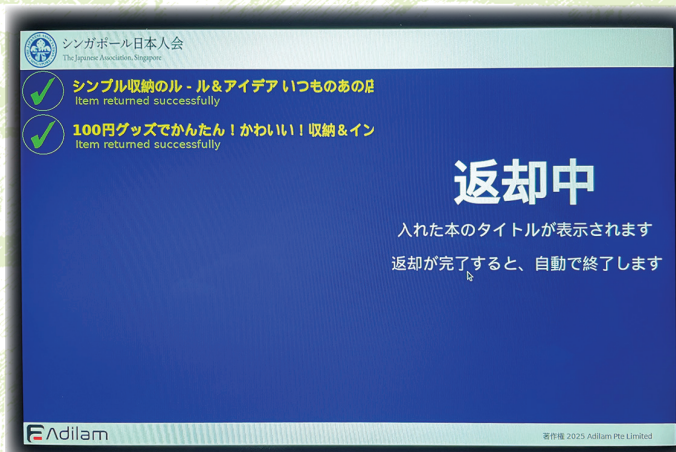 シンガポール日本人会
The Japanese Association, Singapore
シンプル収納のル - ル＆アイデア いつものあの店
Item returned successfully
100円グッズでかんたん！かわいい！収納＆イン
Item returned successfully
返却中
入れた本のタイトルが表示されます
返却が完了すると、自動で終了します
Adilam
著作権 2025 Adilam Pte Limited